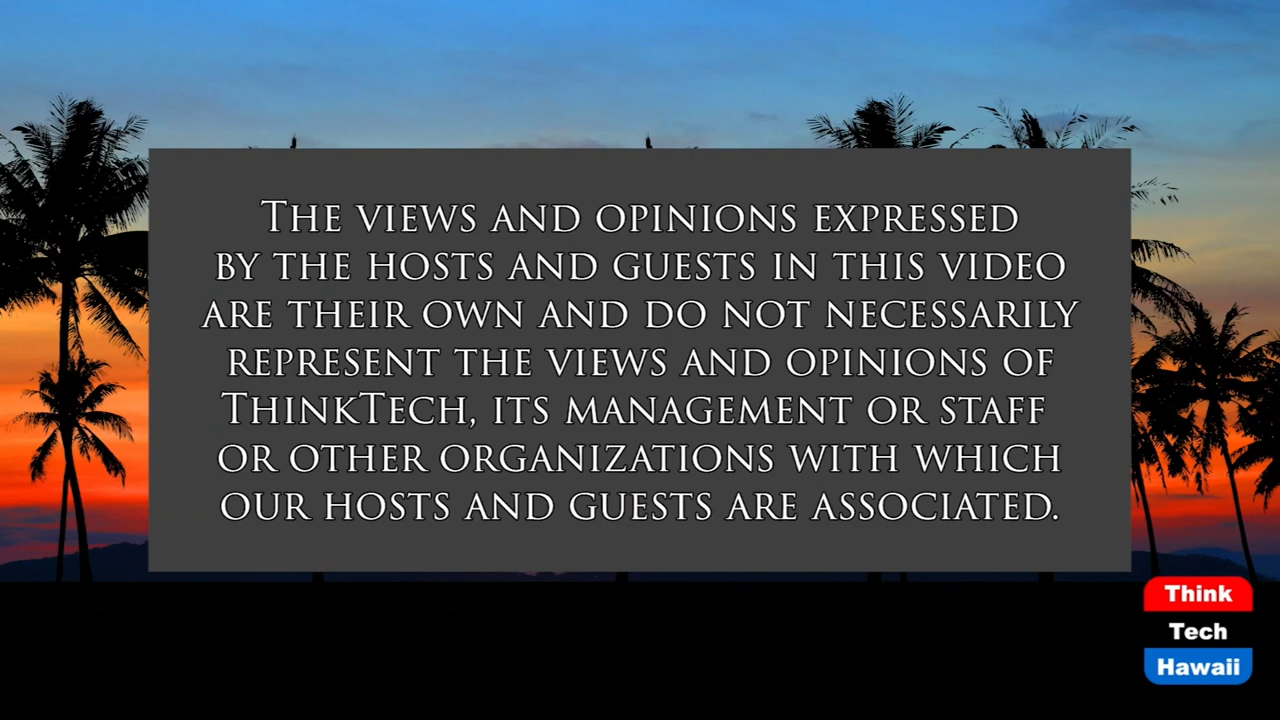 The views and opinions expressed
by the hosts and guests in this video
are their own and do not necessarily
represent the views and opinions of
ThinkTech, its management or staff
or other organizations with which
our hosts and guests are associated.
Think
Tech
Hawaii